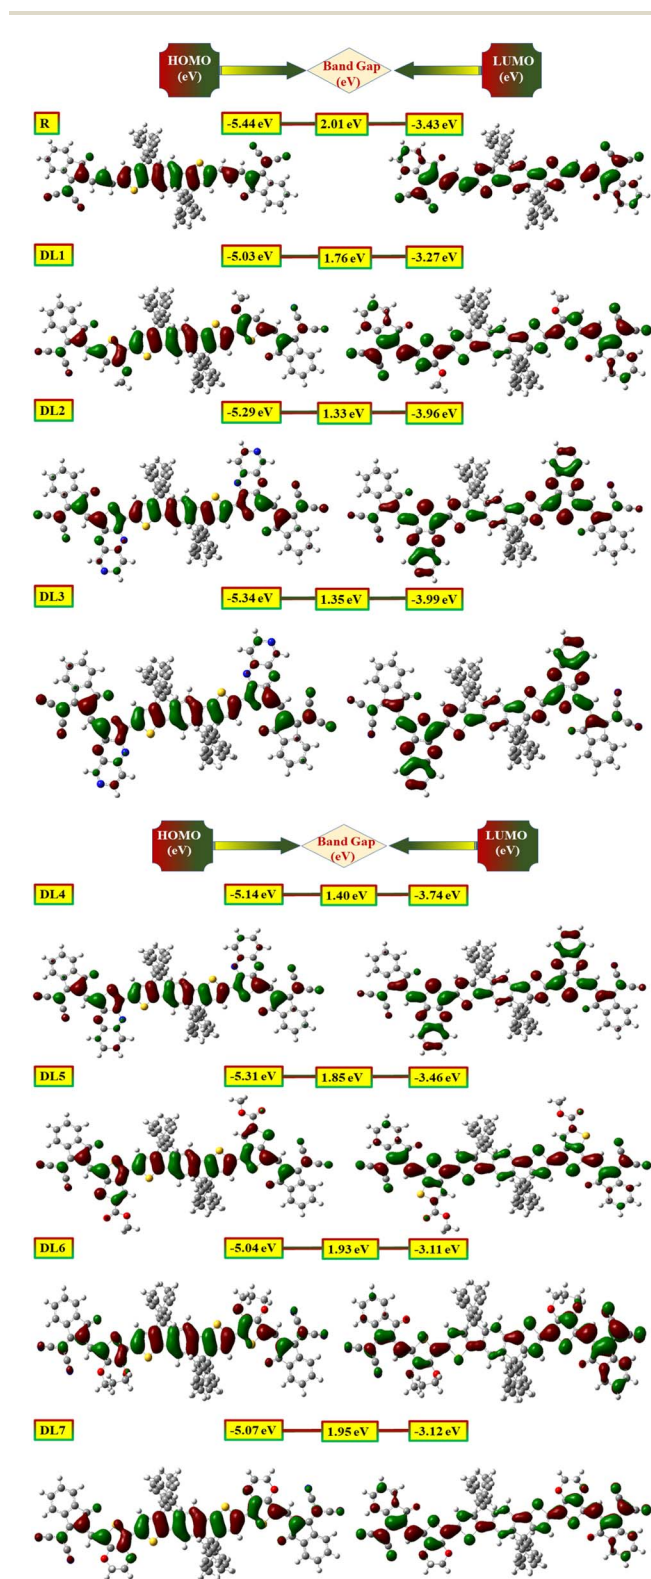 HOMO
(eV)
Band Gap
(eV)
LUMO
(eV)
R
-5.44 eV 2.01 eV -3.43 eV
DL1
-5.03 eV 1.76 eV -3.27 eV
DL2
-5.29 eV 1.33 eV -3.96 eV
DL3
-5.34 eV 1.35 eV -3.99 eV
HOMO
(eV)
Band Gap
(eV)
LUMO
(eV)
DL4
-5.14 eV 1.40 eV -3.74 eV
DL5
-5.31 eV 1.85 eV -3.46 eV
DL6
-5.04 eV 1.93 eV -3.11 eV
DL7
-5.07 eV 1.95 eV -3.12 eV